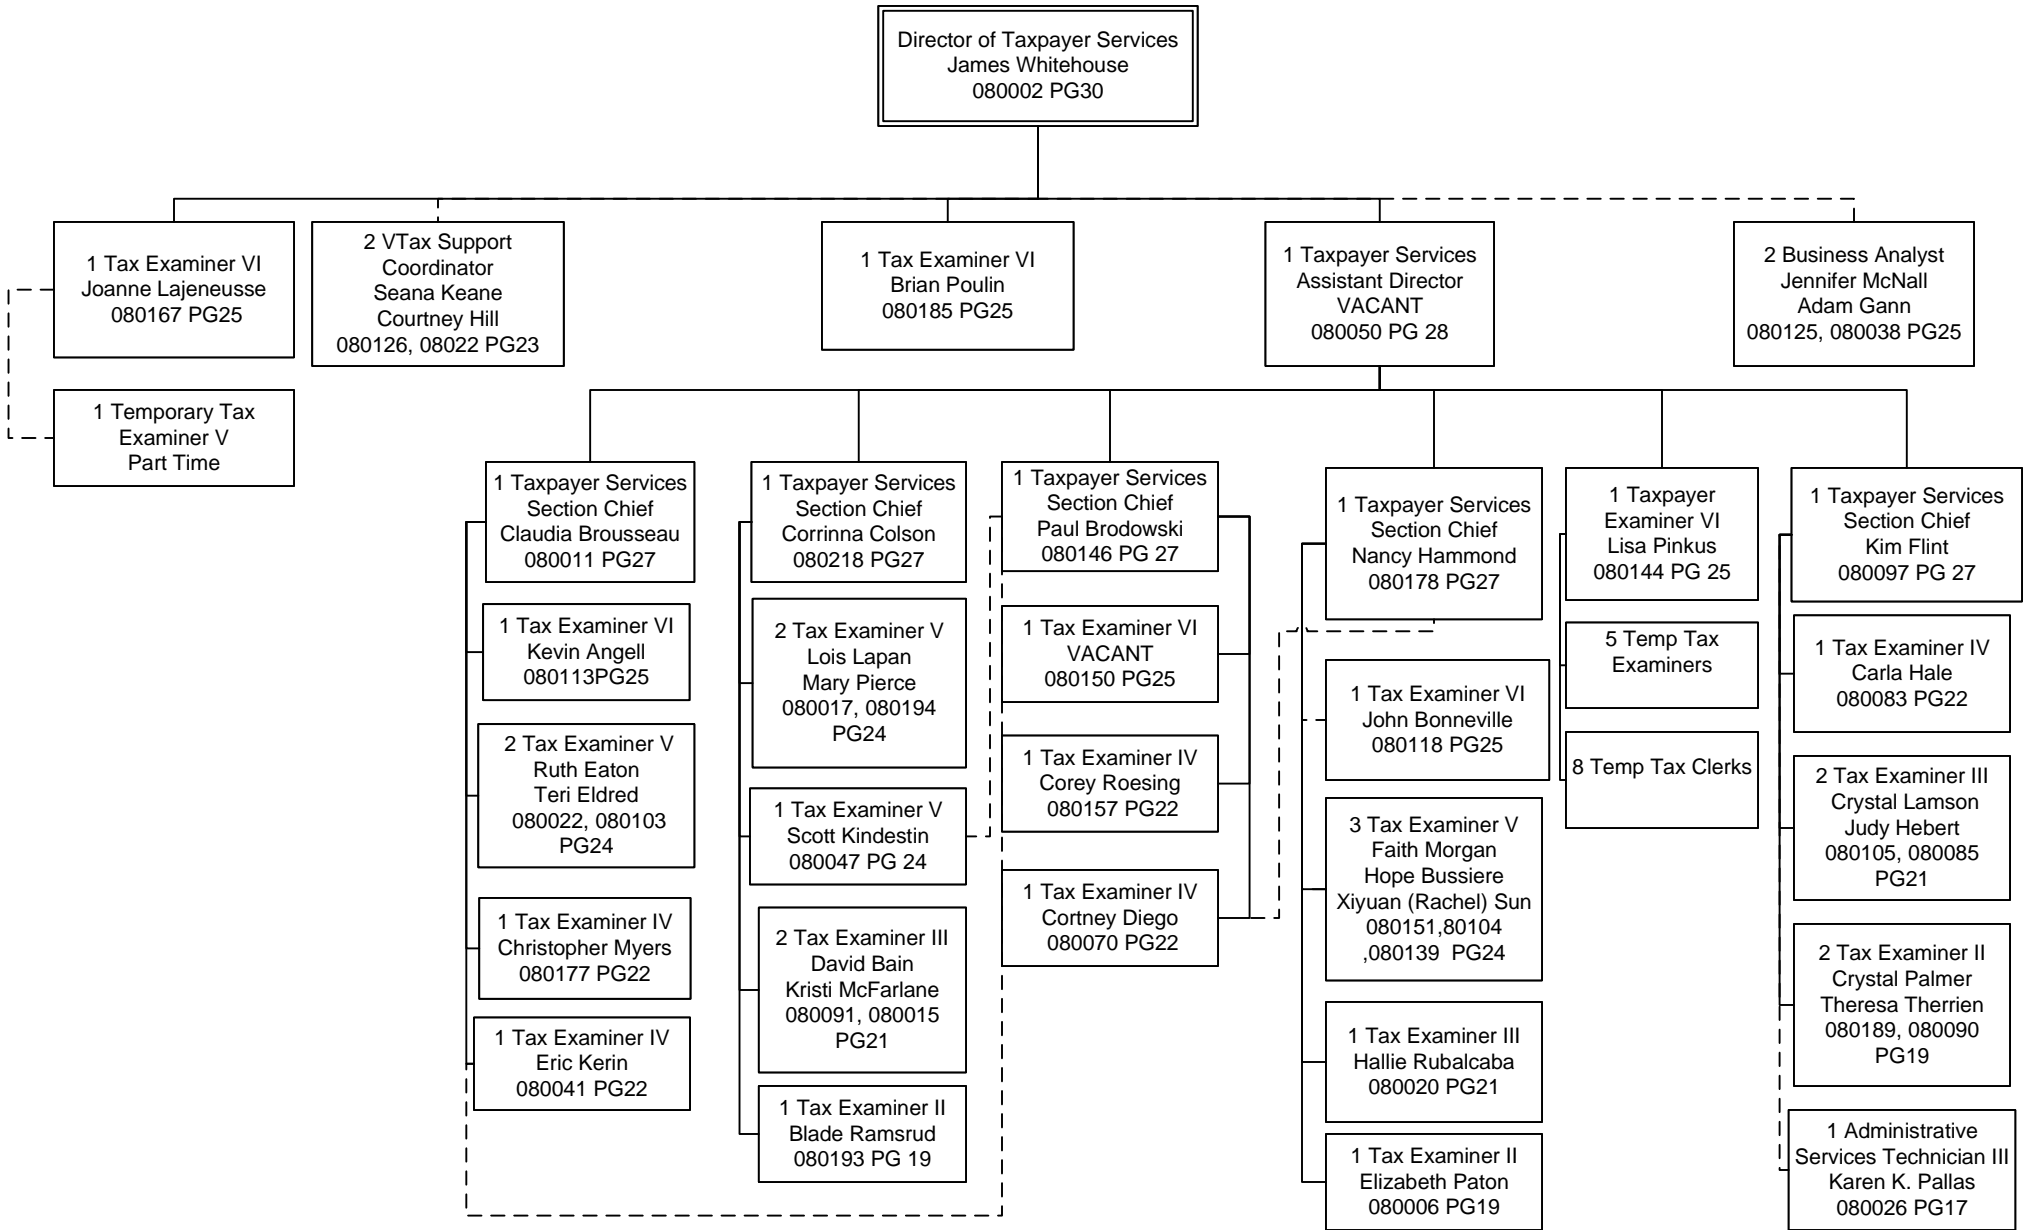 Director of Taxpayer Services
James Whitehouse
080002 PG30
1 Tax Examiner VI
Joanne Lajeneusse
080167 PG25
2 VTax Support
Coordinator
Seana Keane
Courtney Hill
080126, 08022 PG23
1 Tax Examiner VI
Brian Poulin
080185 PG25
1 Taxpayer Services
Assistant Director
VACANT
080050 PG 28
2 Business Analyst
Jennifer McNall
Adam Gann
080125, 080038 PG25
1 Temporary Tax
Examiner V
Part Time
1 Taxpayer Services
Section Chief
Claudia Brousseau
080011 PG27
1 Tax Examiner VI
Kevin Angell
080113PG25
2 Tax Examiner V
Ruth Eaton
Teri Eldred
080022, 080103
PG24
1 Tax Examiner IV
Christopher Myers
080177 PG22
1 Tax Examiner IV
Eric Kerin
080041 PG22
1 Taxpayer Services
Section Chief
Corrinna Colson
080218 PG27
2 Tax Examiner V
Lois Lapan
Mary Pierce
080017, 080194
PG24
1 Tax Examiner V
Scott Kindestin
080047 PG 24
2 Tax Examiner III
David Bain
Kristi McFarlane
080091, 080015
PG21
1 Tax Examiner II
Blade Ramsrud
080193 PG 19
1 Taxpayer Services
Section Chief
Paul Brodowski
080146 PG 27
1 Tax Examiner VI
VACANT
080150 PG25
1 Tax Examiner IV
Corey Roesing
080157 PG22
1 Tax Examiner IV
Cortney Diego
080070 PG22
1 Taxpayer Services
Section Chief
Nancy Hammond
080178 PG27
1 Tax Examiner VI
John Bonneville
080118 PG25
3 Tax Examiner V
Faith Morgan
Hope Bussiere
Xiyuan (Rachel) Sun
080151,80104
,080139 PG24
1 Tax Examiner III
Hallie Rubalcaba
080020 PG21
1 Tax Examiner II
Elizabeth Paton
080006 PG19
1 Taxpayer
Examiner VI
Lisa Pinkus
080144 PG 25
5 Temp Tax
Examiners
8 Temp Tax Clerks
1 Taxpayer Services
Section Chief
Kim Flint
080097 PG 27
1 Tax Examiner IV
Carla Hale
080083 PG22
2 Tax Examiner III
Crystal Lamson
Judy Hebert
080105, 080085
PG21
2 Tax Examiner II
Crystal Palmer
Theresa Therrien
080189, 080090
PG19
1 Administrative
Services Technician III
Karen K. Pallas
080026 PG17